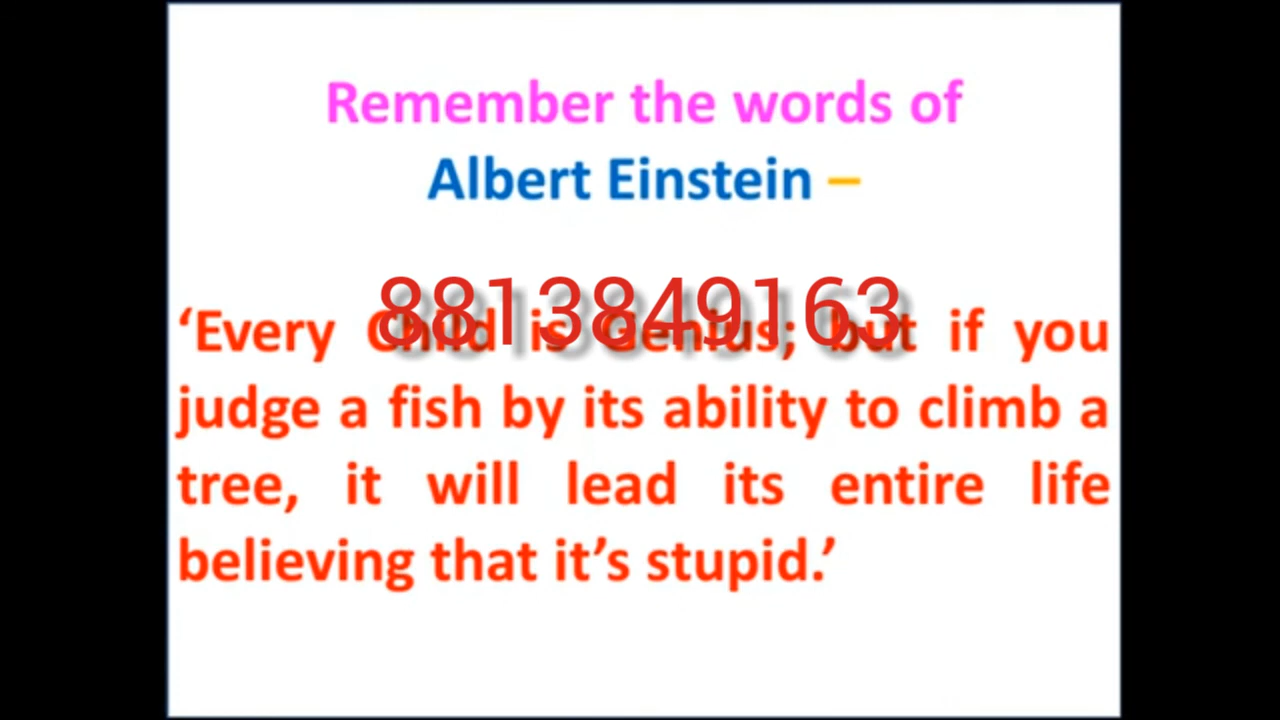 Remember the words of
Albert Einstein –
8813849163
‘Every Child is Genius; but if you
judge a fish by its ability to climb a
tree, it will lead its entire life
believing that it’s stupid.’